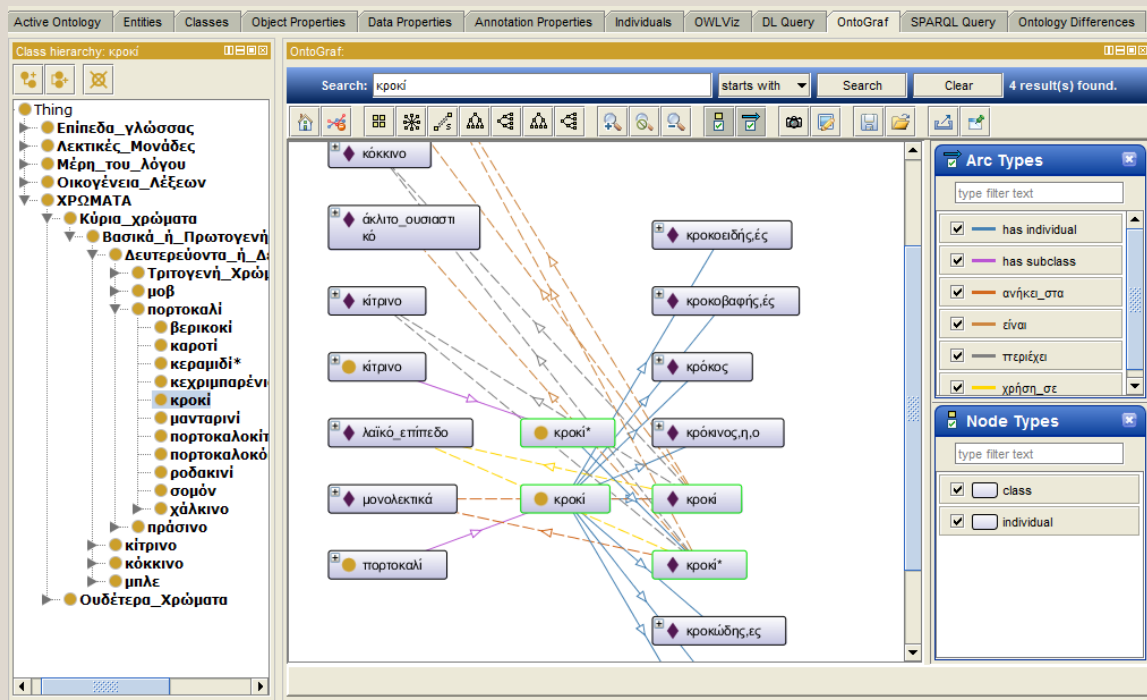 Active Ontology Entities Classes Object Properties Data Properties Annotation Properties Individuals OWLViz DL Query OntoGraf SPARQL Query Ontology Differences
Class hierarchy: κροκί
Thing
Επίπεδα_γλώσσας
Λεκτικές_Μονάδες
Μέρη_του_λόγου
Οικογένεια_Λέξεων
ΧΡΩΜΑΤΑ
Κύρια_χρώματα
Βασικά_ή_Πρωτογενή
Δευτερεύοντα_ή_Δε
Τριτογενή_Χρώμ
μοβ
πορτοκαλί
βερικοκί
καροτί
κεραμιδί*
κεχριμπαρένι
κροκί
μανταρινί
πορτοκαλοκίτ
πορτοκαλοκό
ροδακινί
σομόν
χάλκινο
πράσινο
κίτρινο
κόκκινο
μπλε
Ουδέτερα_Χρώματα
OntoGraf:
Search: κροκί starts with Search Clear 4 result(s) found.
κόκκινο
άκλιτο_ουσιαστι
κό
κίτρινο
κίτρινο
λαϊκό_επίπεδο
μονολεκτικά
πορτοκαλί
κροκί*
κροκί
κροκοειδής,ές
κροκοβαφής,ές
κρόκος
κρόκινος,η,ο
κροκί
κροκί*
κροκώδης,ες
Arc Types
type filter text
has individual
has subclass
ανήκει_στα
είναι
περιέχει
χρήση_σε
Node Types
type filter text
class
individual